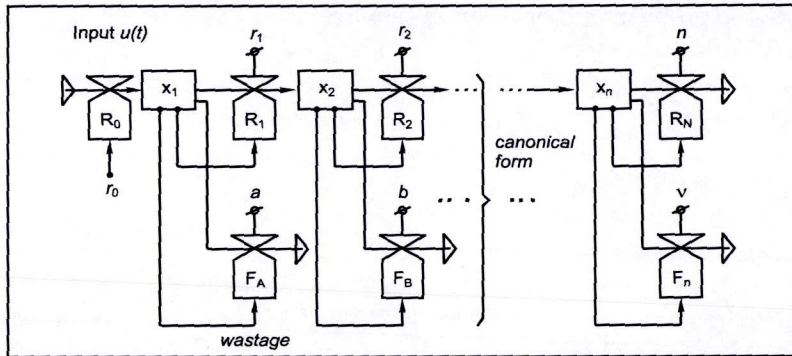 Input u(t)
r1
r2
n
x1
x2
xn
R0
R1
R2
RN
canonical
form
r0
a
b
ν
FA
FB
Fn
wastage